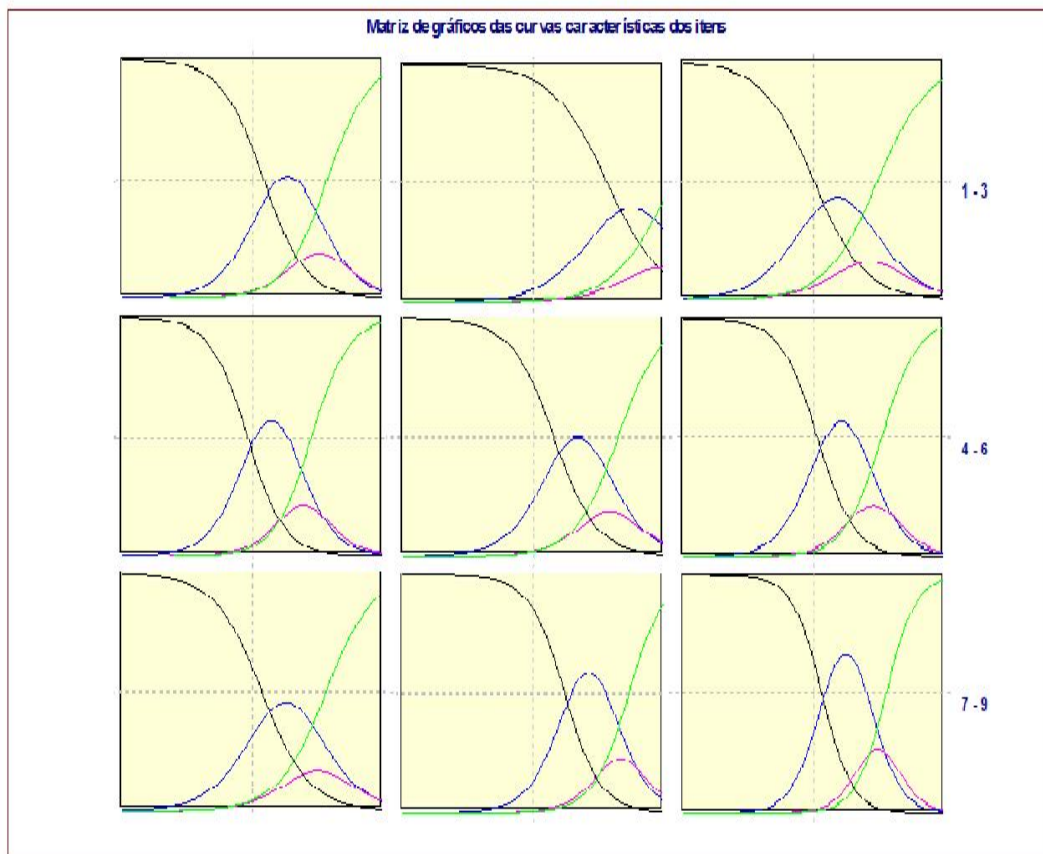 Matriz de gráficos das curvas características dos itens
1 - 3
4 - 6
7 - 9